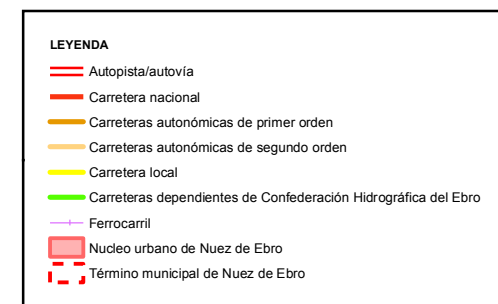 LEYENDA
Autopista/autovía
Carretera nacional
Carreteras autonómicas de primer orden
Carreteras autonómicas de segundo orden
Carretera local
Carreteras dependientes de Confederación Hidrográfica del Ebro
Ferrocarril
Nucleo urbano de Nuez de Ebro
Término municipal de Nuez de Ebro